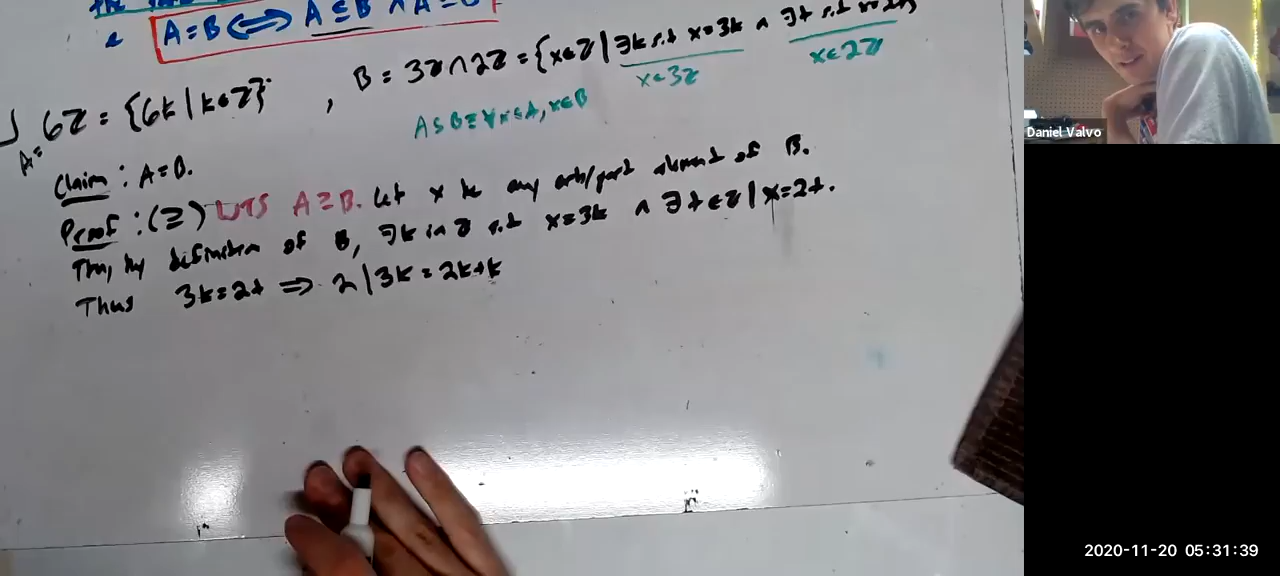 A=B ⟺ A⊆B ∧ A⊇B
6ℤ = {6k | k∈ℤ}, B = 3ℤ∩2ℤ = {x∈ℤ | ∃k s.t x=3k ∧ ∃t s.t
A=
x∈3ℤ
x∈2ℤ
A⊆B ≡ ∀x∈A, x∈B
Claim: A=B.
Proof: (⊇) WTS A⊇B. Let x be any arb/part element of B.
Then, by definition of B, ∃k in ℤ s.t x=3k ∧ ∃t∈ℤ | x=2t.
Thus 3k=2t ⟹ 2|3k = 2k+k
Daniel Valvo
2020-11-20 05:31:39